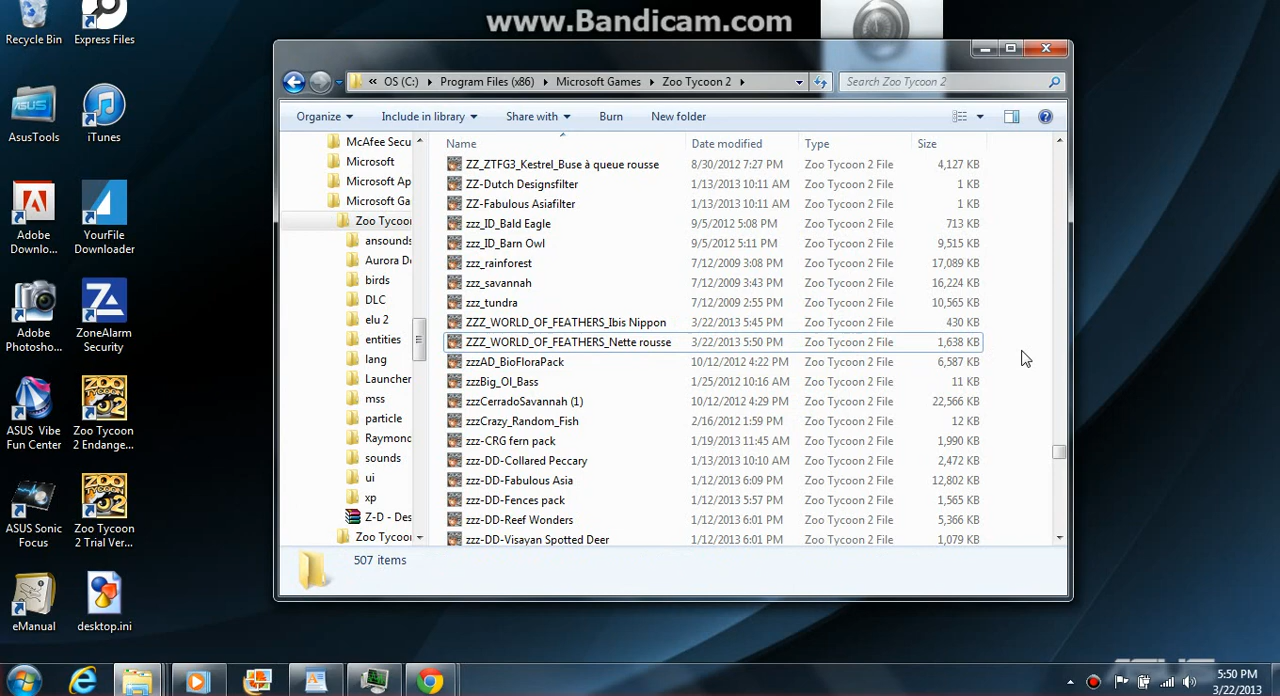 www.Bandicam.com
Recycle Bin
Express Files
AsusTools
iTunes
Adobe
Downlo...
YourFile
Downloader
Adobe
Photosho...
ZoneAlarm
Security
ASUS Vibe
Fun Center
Zoo Tycoon
2 Endange...
ASUS Sonic
Focus
Zoo Tycoon
2 Trial Ver...
eManual
desktop.ini
« OS (C:) Program Files (x86) Microsoft Games Zoo Tycoon 2
Search Zoo Tycoon 2
Organize Include in library Share with Burn New folder
McAfee Secu
Microsoft
Microsoft Ap
Microsoft Ga
Zoo Tycoo
ansounds
Aurora De
birds
DLC
elu 2
entities
lang
Launcher
mss
particle
Raymond
sounds
ui
xp
Z-D - Des
Zoo Tycoo
Name Date modified Type Size
ZZ_ZTFG3_Kestrel_Buse à queue rousse 8/30/2012 7:27 PM Zoo Tycoon 2 File 4,127 KB
ZZ-Dutch Designsfilter 1/13/2013 10:11 AM Zoo Tycoon 2 File 1 KB
ZZ-Fabulous Asiafilter 1/13/2013 10:11 AM Zoo Tycoon 2 File 1 KB
zzz_ID_Bald Eagle 9/5/2012 5:08 PM Zoo Tycoon 2 File 713 KB
zzz_ID_Barn Owl 9/5/2012 5:11 PM Zoo Tycoon 2 File 9,515 KB
zzz_rainforest 7/12/2009 3:08 PM Zoo Tycoon 2 File 17,089 KB
zzz_savannah 7/12/2009 3:43 PM Zoo Tycoon 2 File 16,224 KB
zzz_tundra 7/12/2009 2:55 PM Zoo Tycoon 2 File 10,565 KB
ZZZ_WORLD_OF_FEATHERS_Ibis Nippon 3/22/2013 5:45 PM Zoo Tycoon 2 File 430 KB
ZZZ_WORLD_OF_FEATHERS_Nette rousse 3/22/2013 5:50 PM Zoo Tycoon 2 File 1,638 KB
zzzAD_BioFloraPack 10/12/2012 4:22 PM Zoo Tycoon 2 File 6,587 KB
zzzBig_Ol_Bass 1/25/2012 10:16 AM Zoo Tycoon 2 File 11 KB
zzzCerradoSavannah (1) 10/12/2012 4:29 PM Zoo Tycoon 2 File 22,566 KB
zzzCrazy_Random_Fish 2/16/2012 1:59 PM Zoo Tycoon 2 File 12 KB
zzz-CRG fern pack 1/19/2013 11:45 AM Zoo Tycoon 2 File 1,990 KB
zzz-DD-Collared Peccary 1/13/2013 10:10 AM Zoo Tycoon 2 File 2,472 KB
zzz-DD-Fabulous Asia 1/12/2013 6:09 PM Zoo Tycoon 2 File 12,802 KB
zzz-DD-Fences pack 1/12/2013 5:57 PM Zoo Tycoon 2 File 1,565 KB
zzz-DD-Reef Wonders 1/12/2013 6:01 PM Zoo Tycoon 2 File 5,366 KB
zzz-DD-Visayan Spotted Deer 1/12/2013 6:01 PM Zoo Tycoon 2 File 1,079 KB
507 items
5:50 PM
3/22/2013